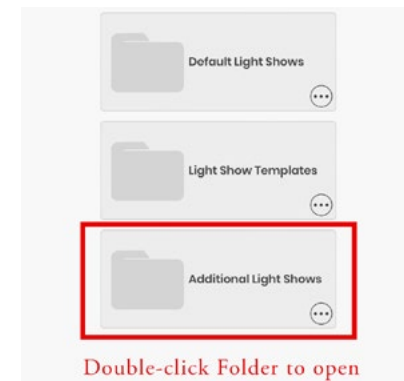 Default Light Shows
Light Show Templates
Additional Light Shows
Double-click Folder to open